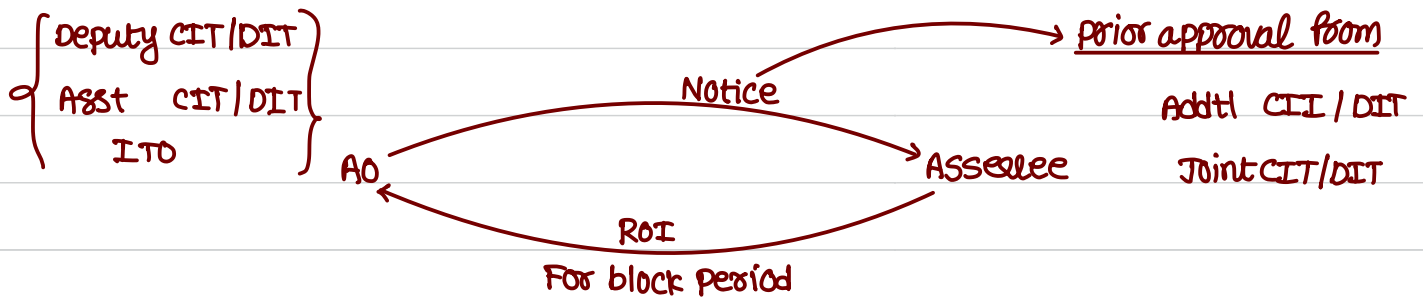 Deputy CIT/DIT
Asst CIT/DIT
ITO
AO
Notice
Assessee
prior approval from
Addtl CIT/DIT
Joint CIT/DIT
ROI
For block period